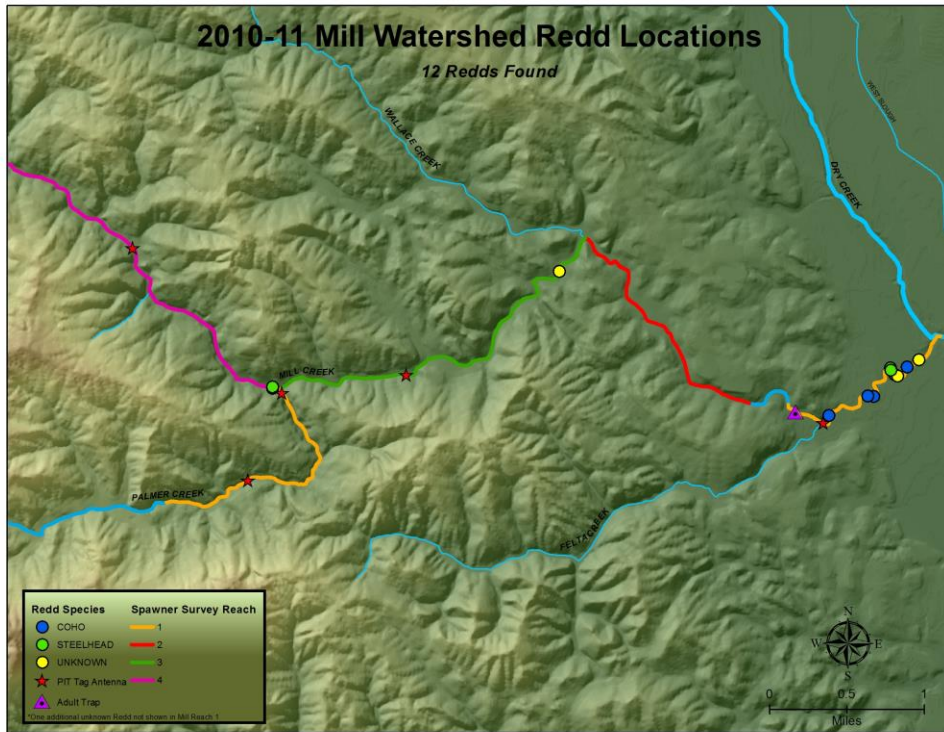 2010-11 Mill Watershed Redd Locations
12 Redds Found
WALLACE CREEK
WEST SLOUGH
DRY CREEK
MILL CREEK
PALMER CREEK
FELTA CREEK
Redd Species
COHO
STEELHEAD
UNKNOWN
PIT Tag Antenna
Adult Trap
Spawner Survey Reach
1
2
3
4
*One additional unknown Redd not shown in Mill Reach 1
N
W
E
S
0 0.5 1
Miles